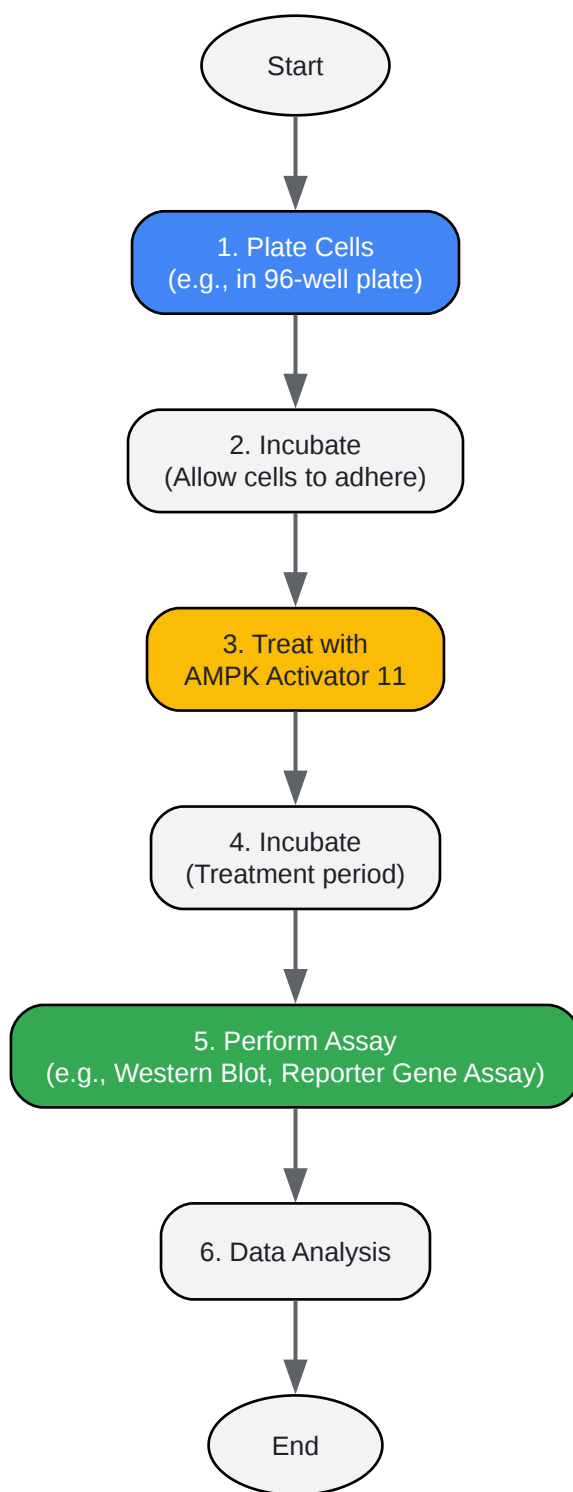 Start
1. Plate Cells
(e.g., in 96-well plate)
2. Incubate
(Allow cells to adhere)
3. Treat with
AMPK Activator 11
4. Incubate
(Treatment period)
5. Perform Assay
(e.g., Western Blot, Reporter Gene Assay)
6. Data Analysis
End